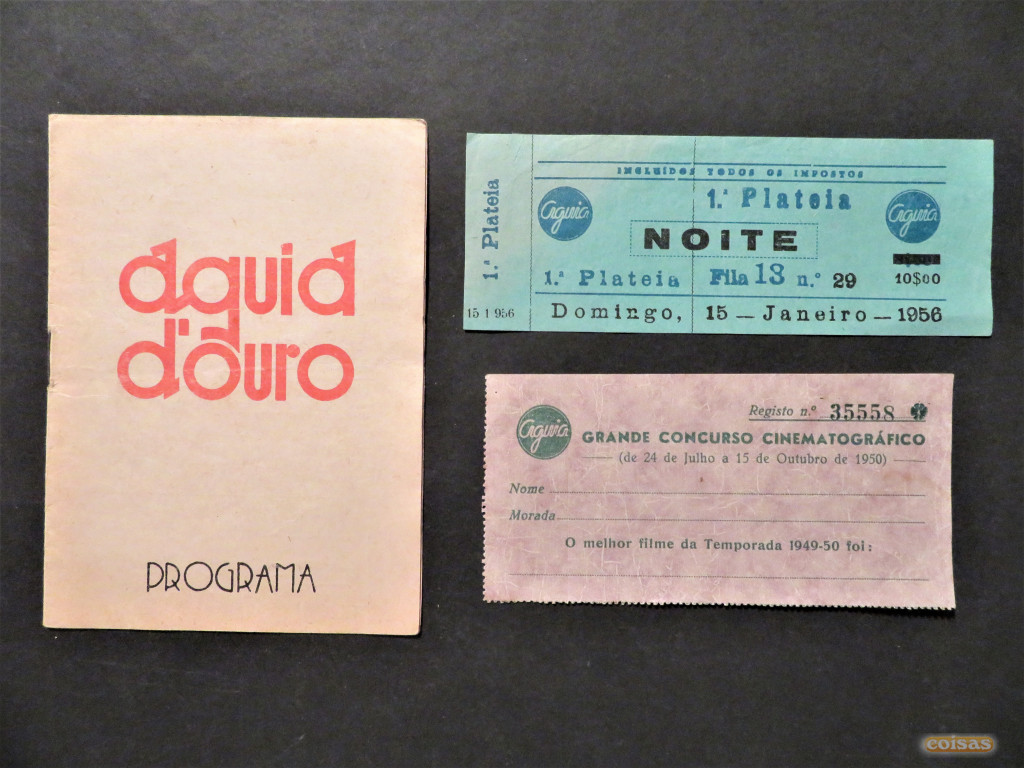 aguia
d'ouro
PROGRAMA
1.ª Plateia
15 1 956
INCLUÍDOS TODOS OS IMPOSTOS
Aguia
1.ª Plateia
Aguia
NOITE
10$00
1.ª Plateia Fila 13 n.º 29
Domingo, 15 — Janeiro — 1956
Aguia
Registo n.º 35558
GRANDE CONCURSO CINEMATOGRÁFICO
(de 24 de Julho a 15 de Outubro de 1950)
Nome
Morada
O melhor filme da Temporada 1949-50 foi:
coisas